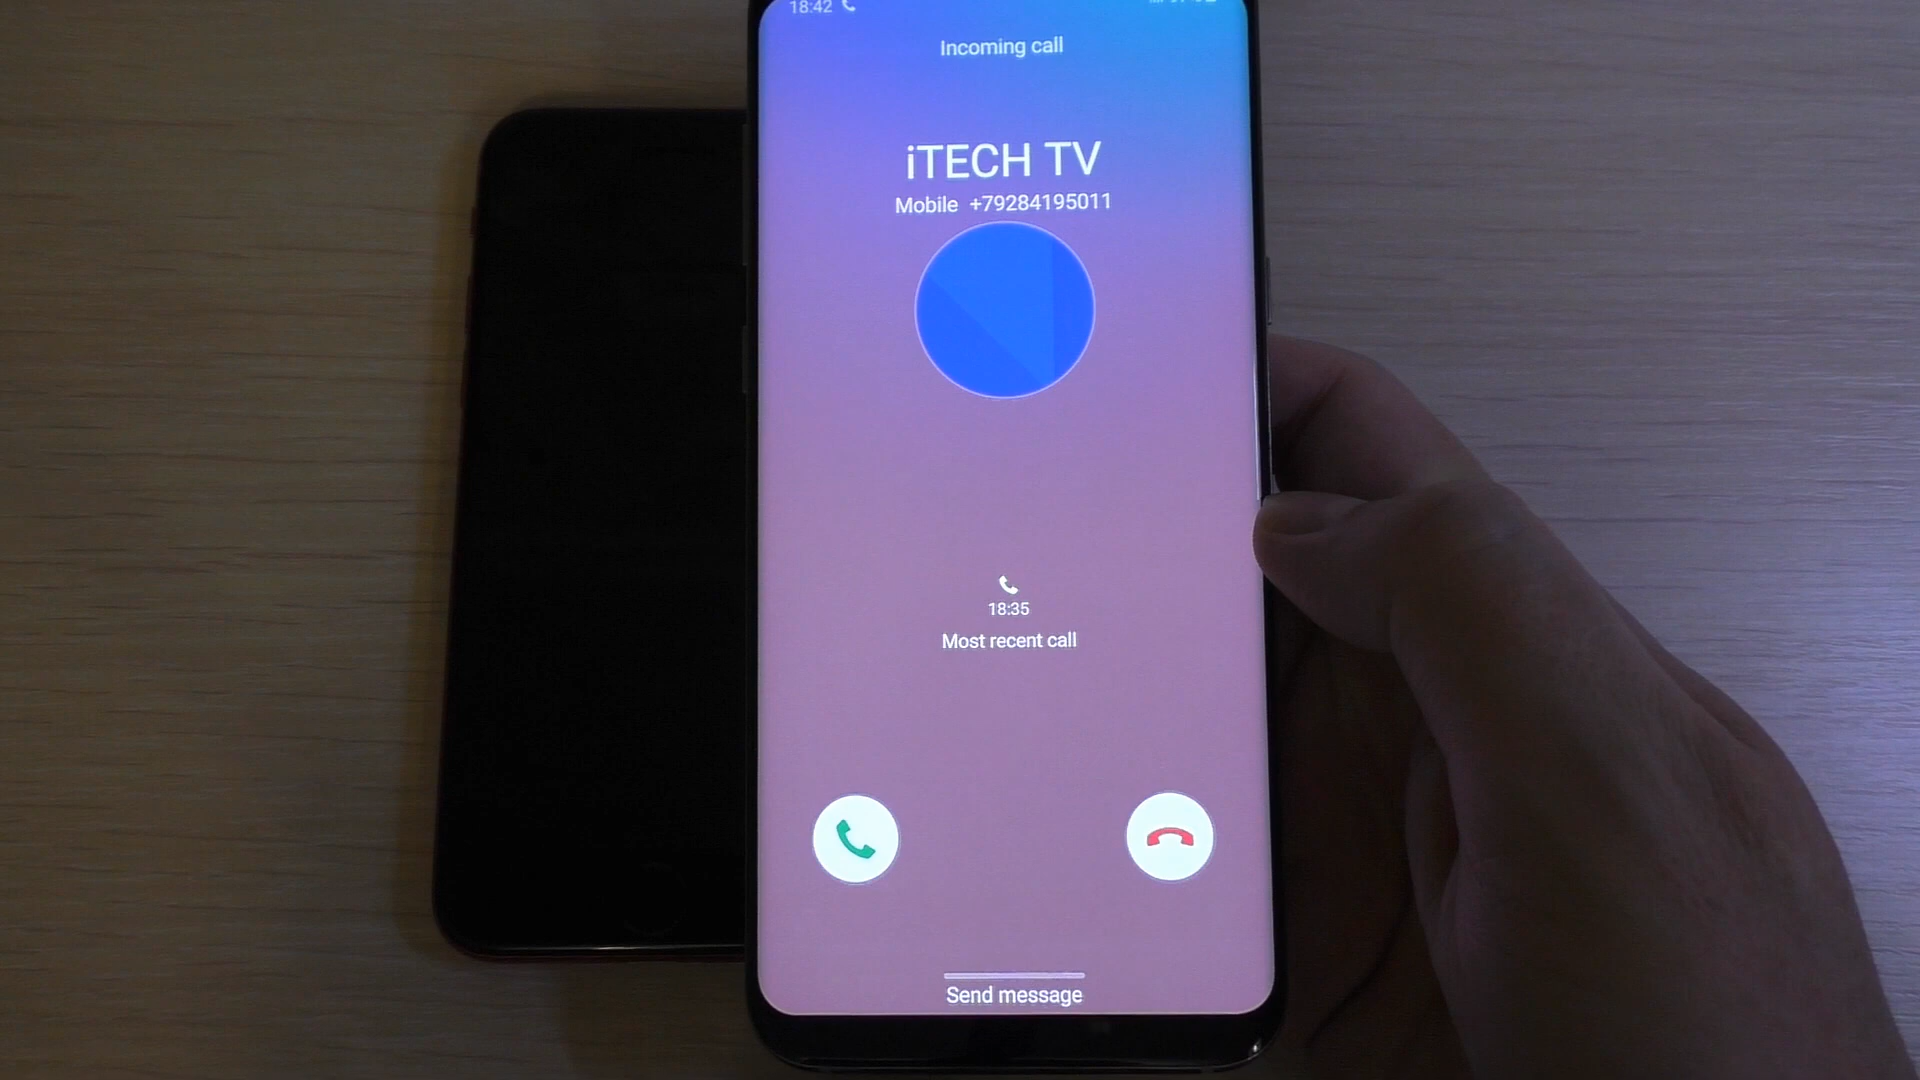 18:42
Incoming call
iTECH TV
Mobile +79284195011
18:35
Most recent call
Send message